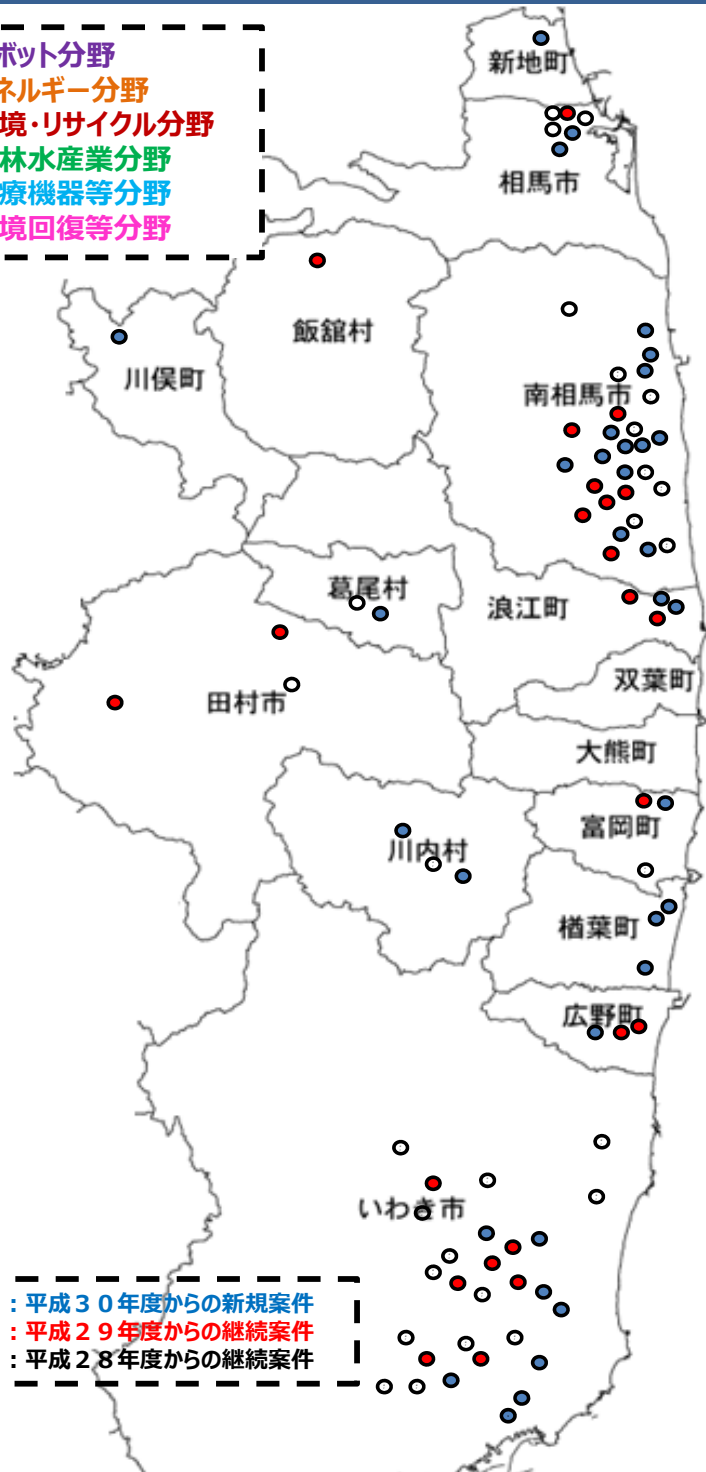 ボット分野
ネルギー分野
境・リサイクル分野
林水産業分野
療機器等分野
境回復等分野
新地町
相馬市
飯舘村
川俣町
南相馬市
葛尾村
浪江町
双葉町
田村市
大熊町
富岡町
川内村
楢葉町
広野町
いわき市
：平成３０年度からの新規案件
：平成２９年度からの継続案件
：平成２８年度からの継続案件